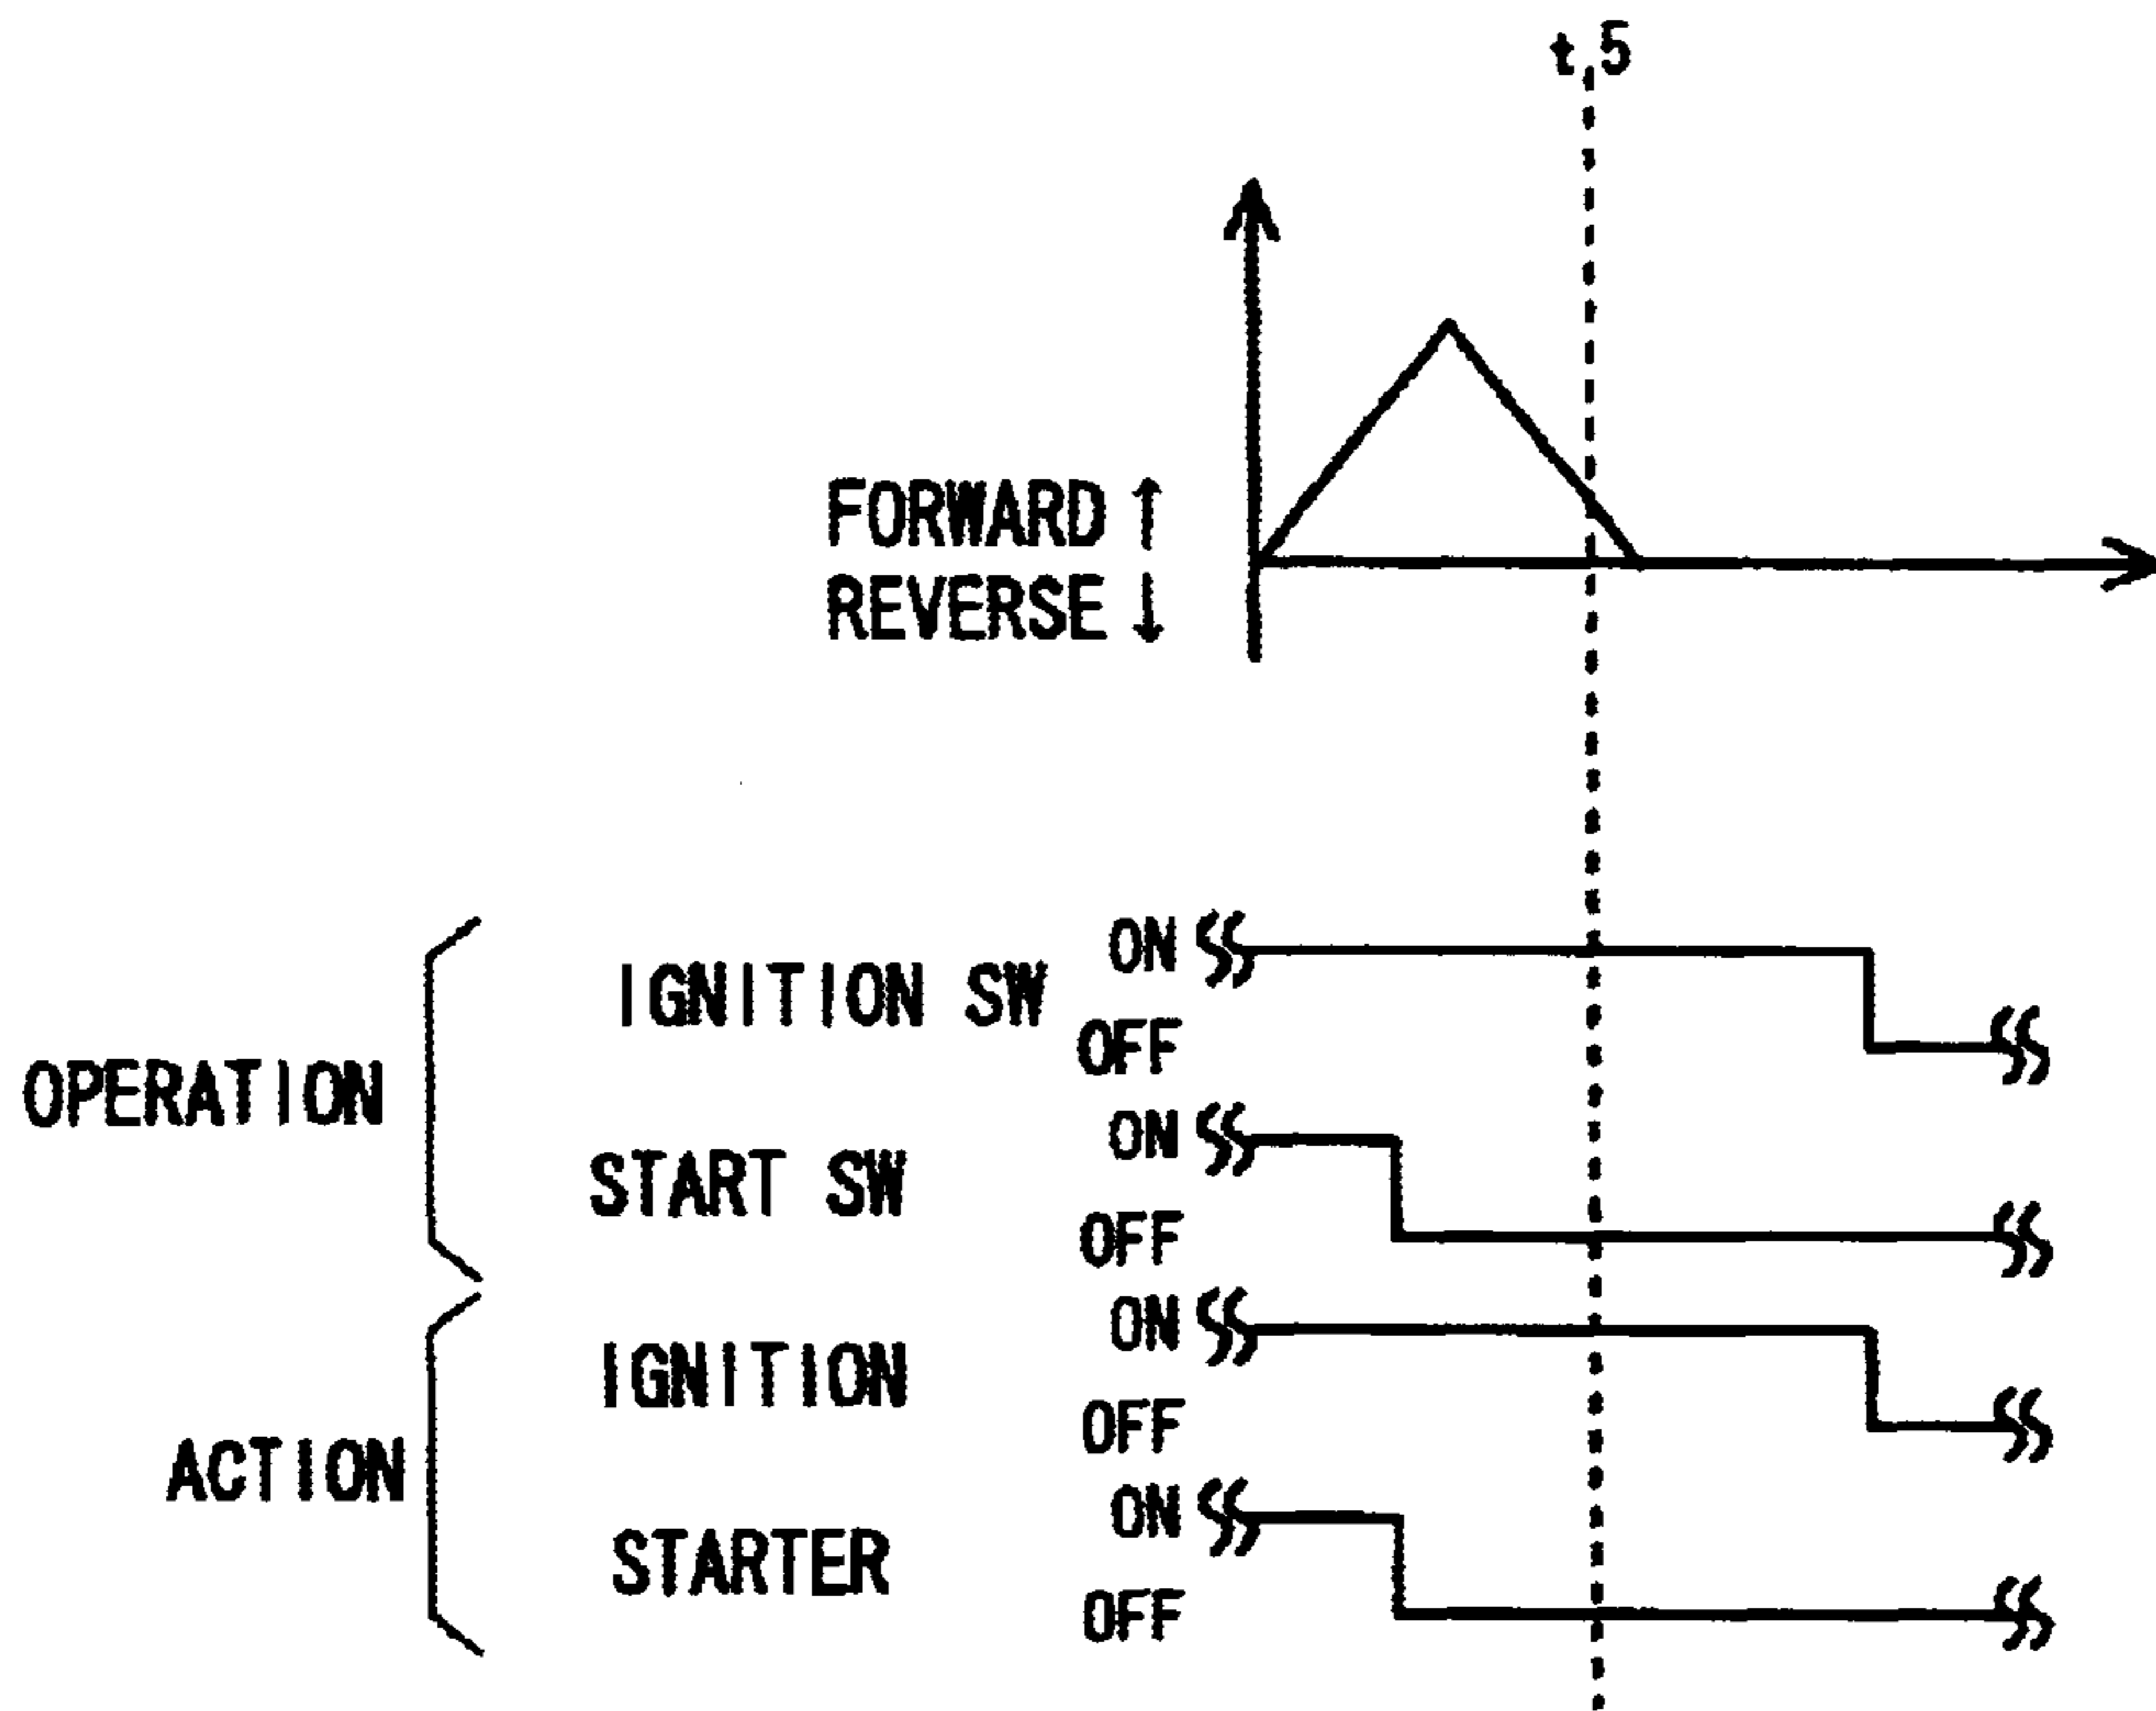 t5
FORWARD ↑
REVERSE ↓
OPERATION
IGNITION SW
ON
OFF
START SW
ON
OFF
ACTION
IGNITION
ON
OFF
STARTER
ON
OFF